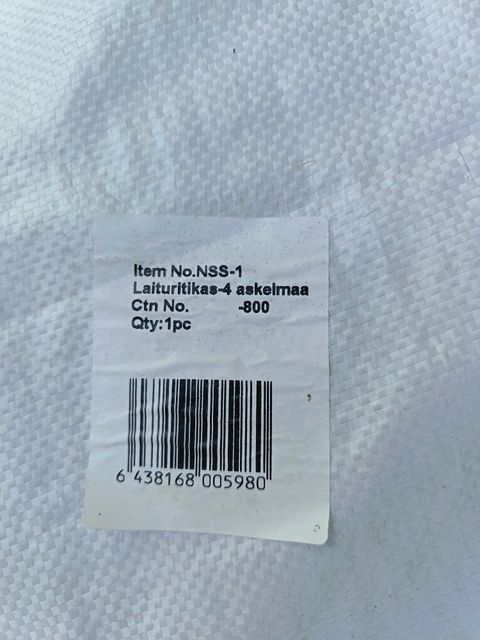 Item No.NSS-1
Laituritikas-4 askelmaa
Ctn No. -800
Qty:1pc
6 438168 005980